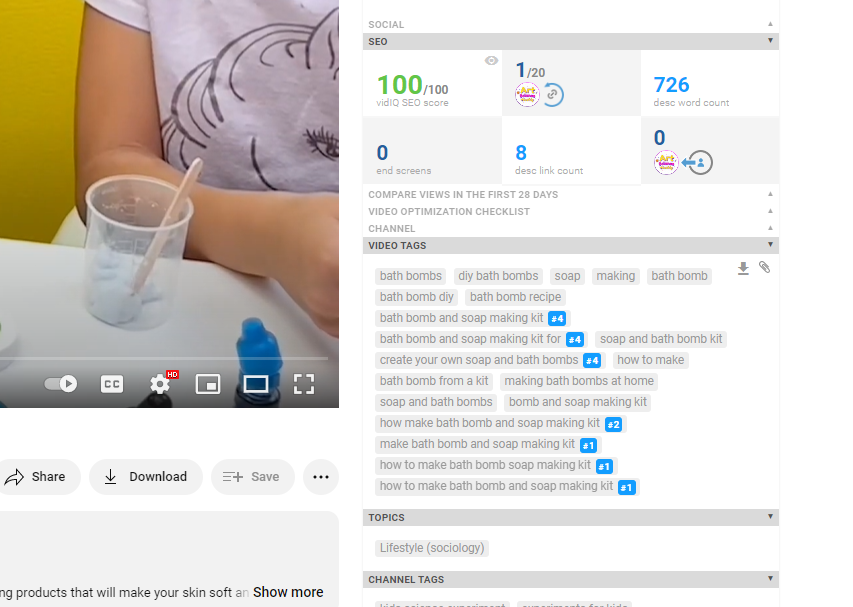 SOCIAL
SEO
100/100
vidIQ SEO score
1/20
726
desc word count
0
end screens
8
desc link count
0
COMPARE VIEWS IN THE FIRST 28 DAYS
VIDEO OPTIMIZATION CHECKLIST
CHANNEL
VIDEO TAGS
bath bombs diy bath bombs soap making bath bomb
bath bomb diy bath bomb recipe
bath bomb and soap making kit #4
bath bomb and soap making kit for #4 soap and bath bomb kit
create your own soap and bath bombs #4 how to make
bath bomb from a kit making bath bombs at home
soap and bath bombs bomb and soap making kit
how make bath bomb and soap making kit #2
make bath bomb and soap making kit #1
how to make bath bomb soap making kit #1
how to make bath bomb and soap making kit #1
TOPICS
Lifestyle (sociology)
CHANNEL TAGS
kids science experiment experiments for kids
CC HD
Share Download Save
ng products that will make your skin soft an Show more